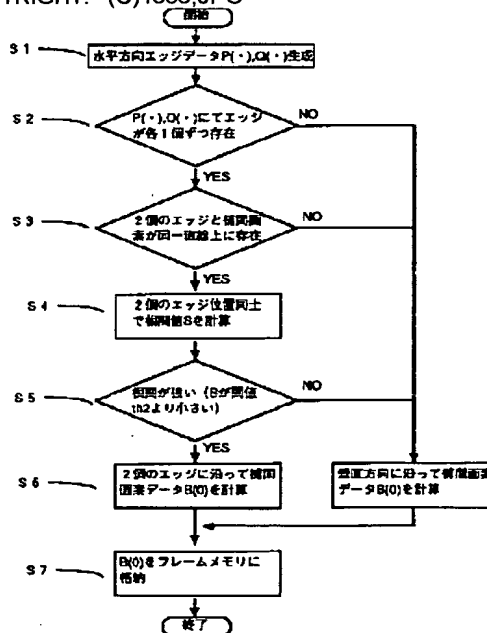 TRIGHT: (C)1998,JPO
開始
S1
水平方向エッジデータP(・),Q(・)生成
S2
P(・),Q(・)にてエッジ
が各1個ずつ存在
NO
YES
S3
2個のエッジと補間画
素が同一直線上に存在
NO
YES
S4
2個のエッジ位置同士
で相関値Sを計算
S5
相関が強い(Sが閾値
th2より小さい)
NO
YES
S6
2個のエッジに沿って補間
画素データB(0)を計算
垂直方向に沿って補間画素
データB(0)を計算
S7
B(0)をフレームメモリに
格納
終了